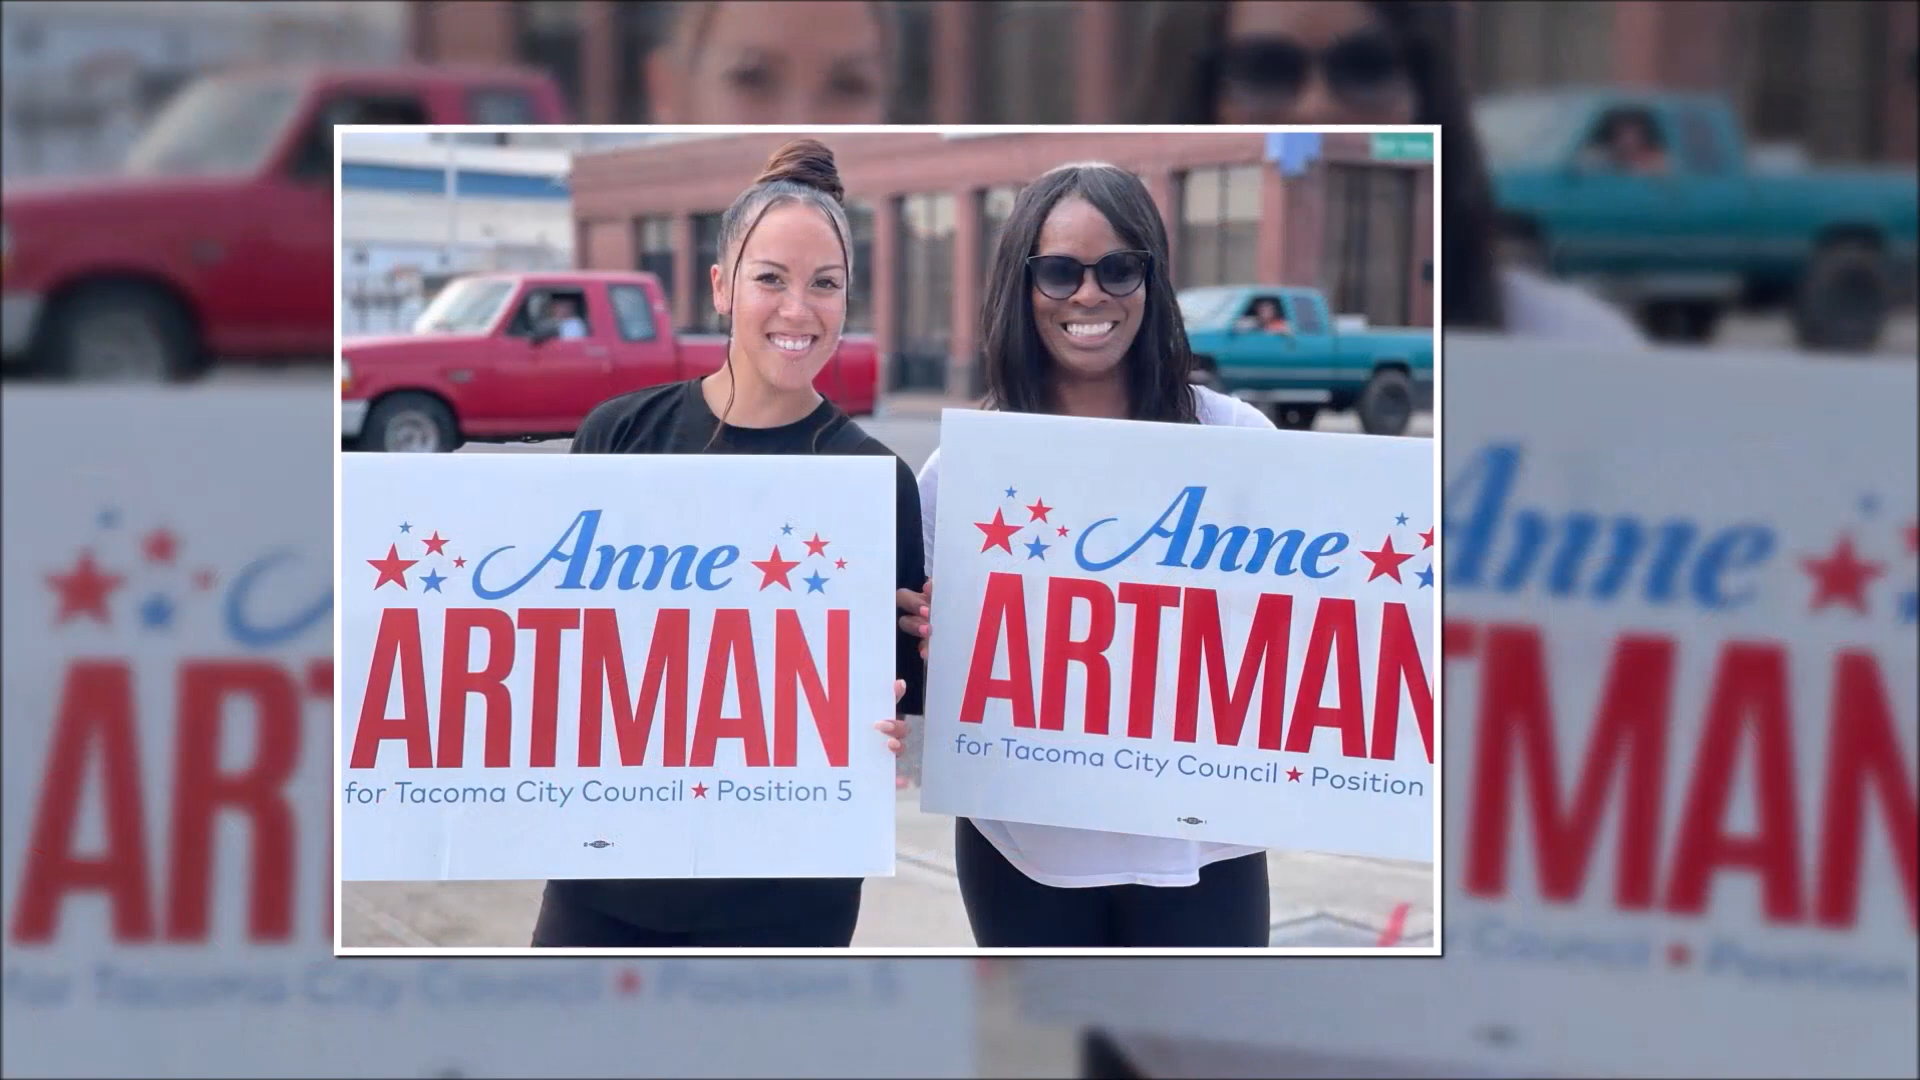 Anne
ARTMAN
for Tacoma City Council ★ Position 5
Anne
ARTMAN
for Tacoma City Council ★ Position